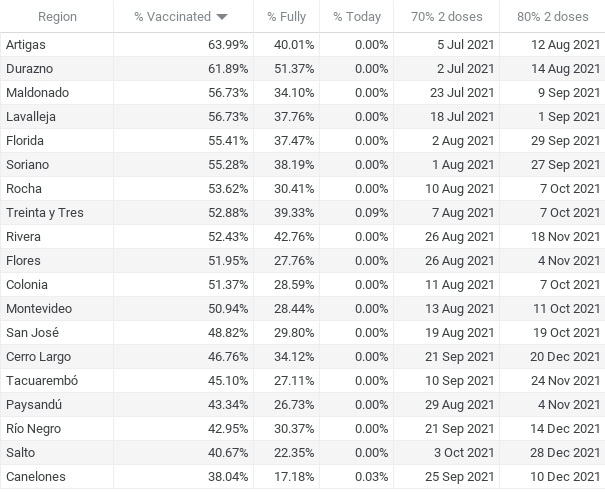 Region % Vaccinated % Fully % Today 70% 2 doses 80% 2 doses
Artigas 63.99% 40.01% 0.00% 5 Jul 2021 12 Aug 2021
Durazno 61.89% 51.37% 0.00% 2 Jul 2021 14 Aug 2021
Maldonado 56.73% 34.10% 0.00% 23 Jul 2021 9 Sep 2021
Lavalleja 56.73% 37.76% 0.00% 18 Jul 2021 1 Sep 2021
Florida 55.41% 37.47% 0.00% 2 Aug 2021 29 Sep 2021
Soriano 55.28% 38.19% 0.00% 1 Aug 2021 27 Sep 2021
Rocha 53.62% 30.41% 0.00% 10 Aug 2021 7 Oct 2021
Treinta y Tres 52.88% 39.33% 0.09% 7 Aug 2021 7 Oct 2021
Rivera 52.43% 42.76% 0.00% 26 Aug 2021 18 Nov 2021
Flores 51.95% 27.76% 0.00% 26 Aug 2021 4 Nov 2021
Colonia 51.37% 28.59% 0.00% 11 Aug 2021 7 Oct 2021
Montevideo 50.94% 28.44% 0.00% 13 Aug 2021 11 Oct 2021
San José 48.82% 29.80% 0.00% 19 Aug 2021 19 Oct 2021
Cerro Largo 46.76% 34.12% 0.00% 21 Sep 2021 20 Dec 2021
Tacuarembó 45.10% 27.11% 0.00% 10 Sep 2021 24 Nov 2021
Paysandú 43.34% 26.73% 0.00% 29 Aug 2021 4 Nov 2021
Río Negro 42.95% 30.37% 0.00% 21 Sep 2021 14 Dec 2021
Salto 40.67% 22.35% 0.00% 3 Oct 2021 28 Dec 2021
Canelones 38.04% 17.18% 0.03% 25 Sep 2021 10 Dec 2021